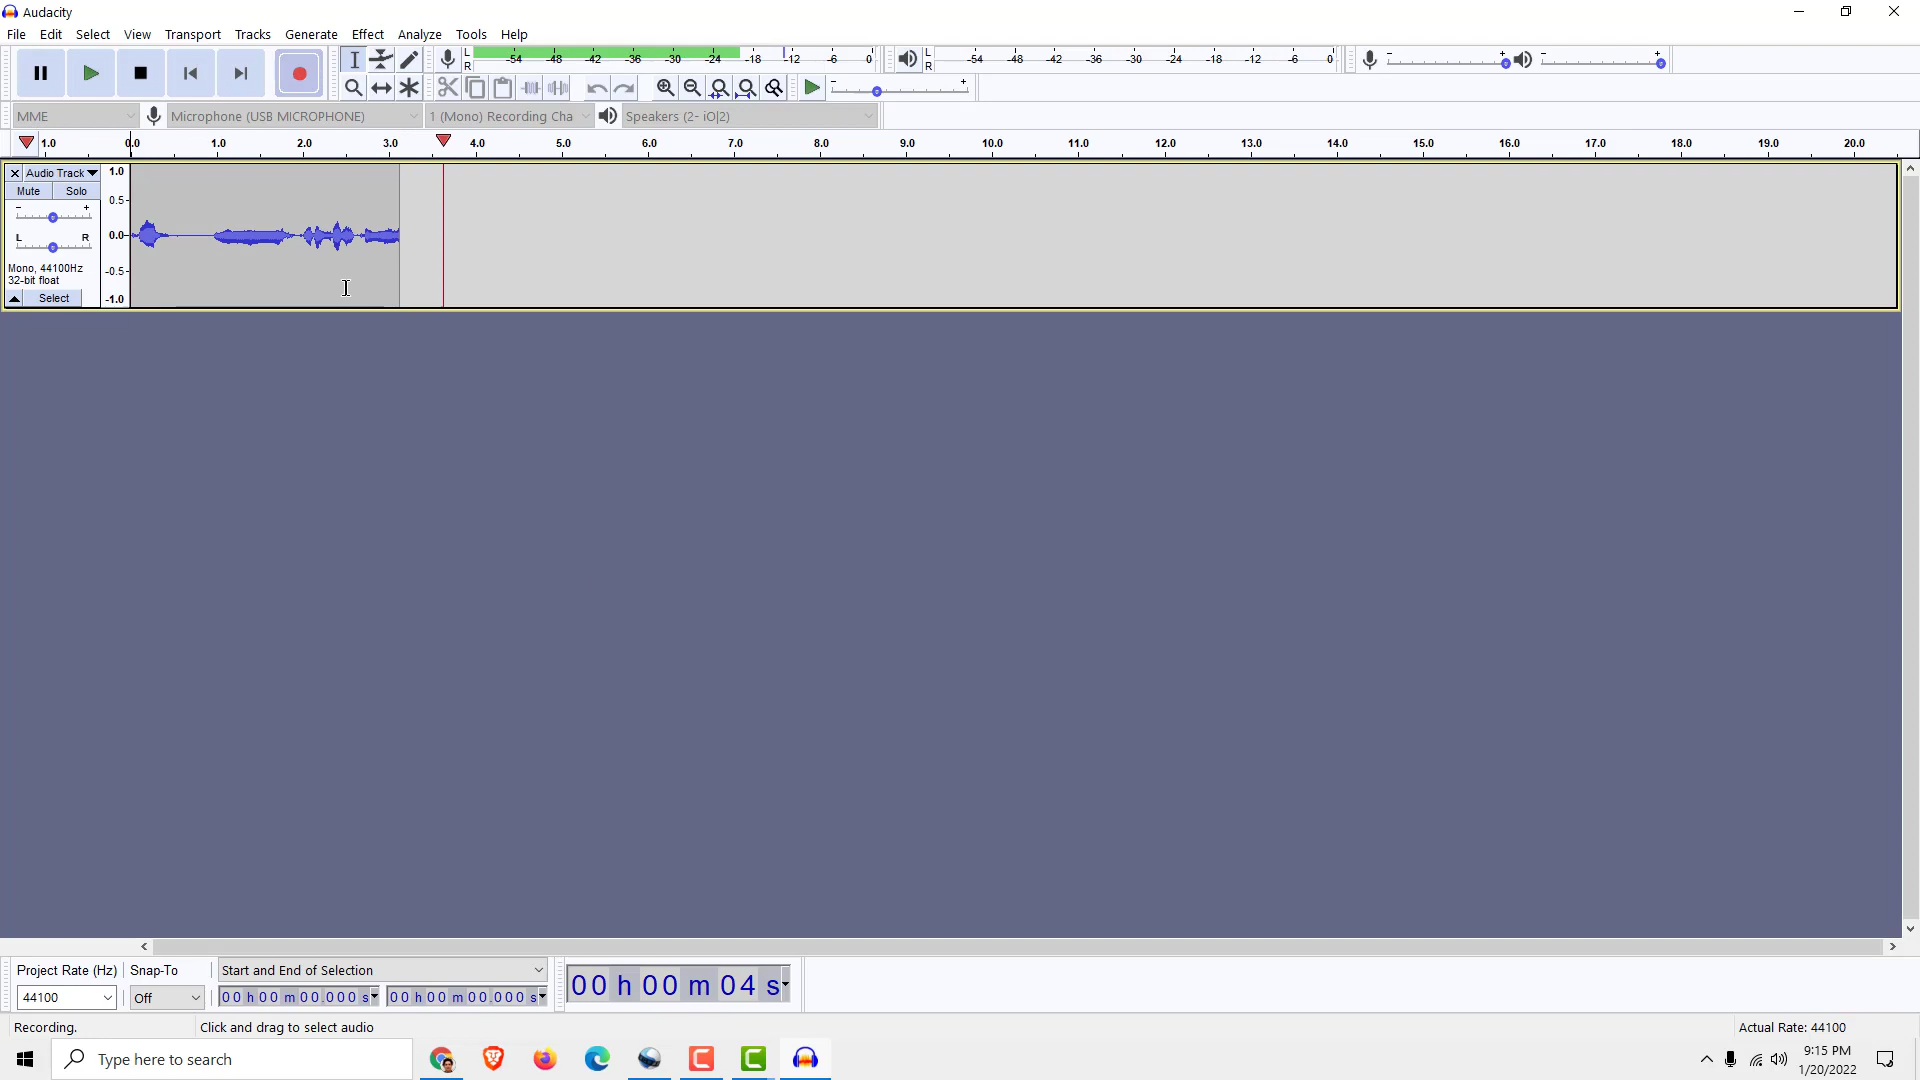 Audacity
File Edit Select View Transport Tracks Generate Effect Analyze Tools Help
L R -54 -48 -42 -36 -30 -24 -18 -12 -6 0 L R -54 -48 -42 -36 -30 -24 -18 -12 -6 0 - + - +
- +
MME Microphone (USB MICROPHONE) 1 (Mono) Recording Cha Speakers (2- iO|2)
1.0 0.0 1.0 2.0 3.0 4.0 5.0 6.0 7.0 8.0 9.0 10.0 11.0 12.0 13.0 14.0 15.0 16.0 17.0 18.0 19.0 20.0
Audio Track 1.0
Mute Solo
- + 0.5
L R 0.0
Mono, 44100Hz -0.5
32-bit float
Select -1.0
Project Rate (Hz) Snap-To Start and End of Selection
44100 Off 00 h 00 m 00.000 s 00 h 00 m 00.000 s 00 h 00 m 04 s
Recording. Click and drag to select audio Actual Rate: 44100
Type here to search 9:15 PM
1/20/2022